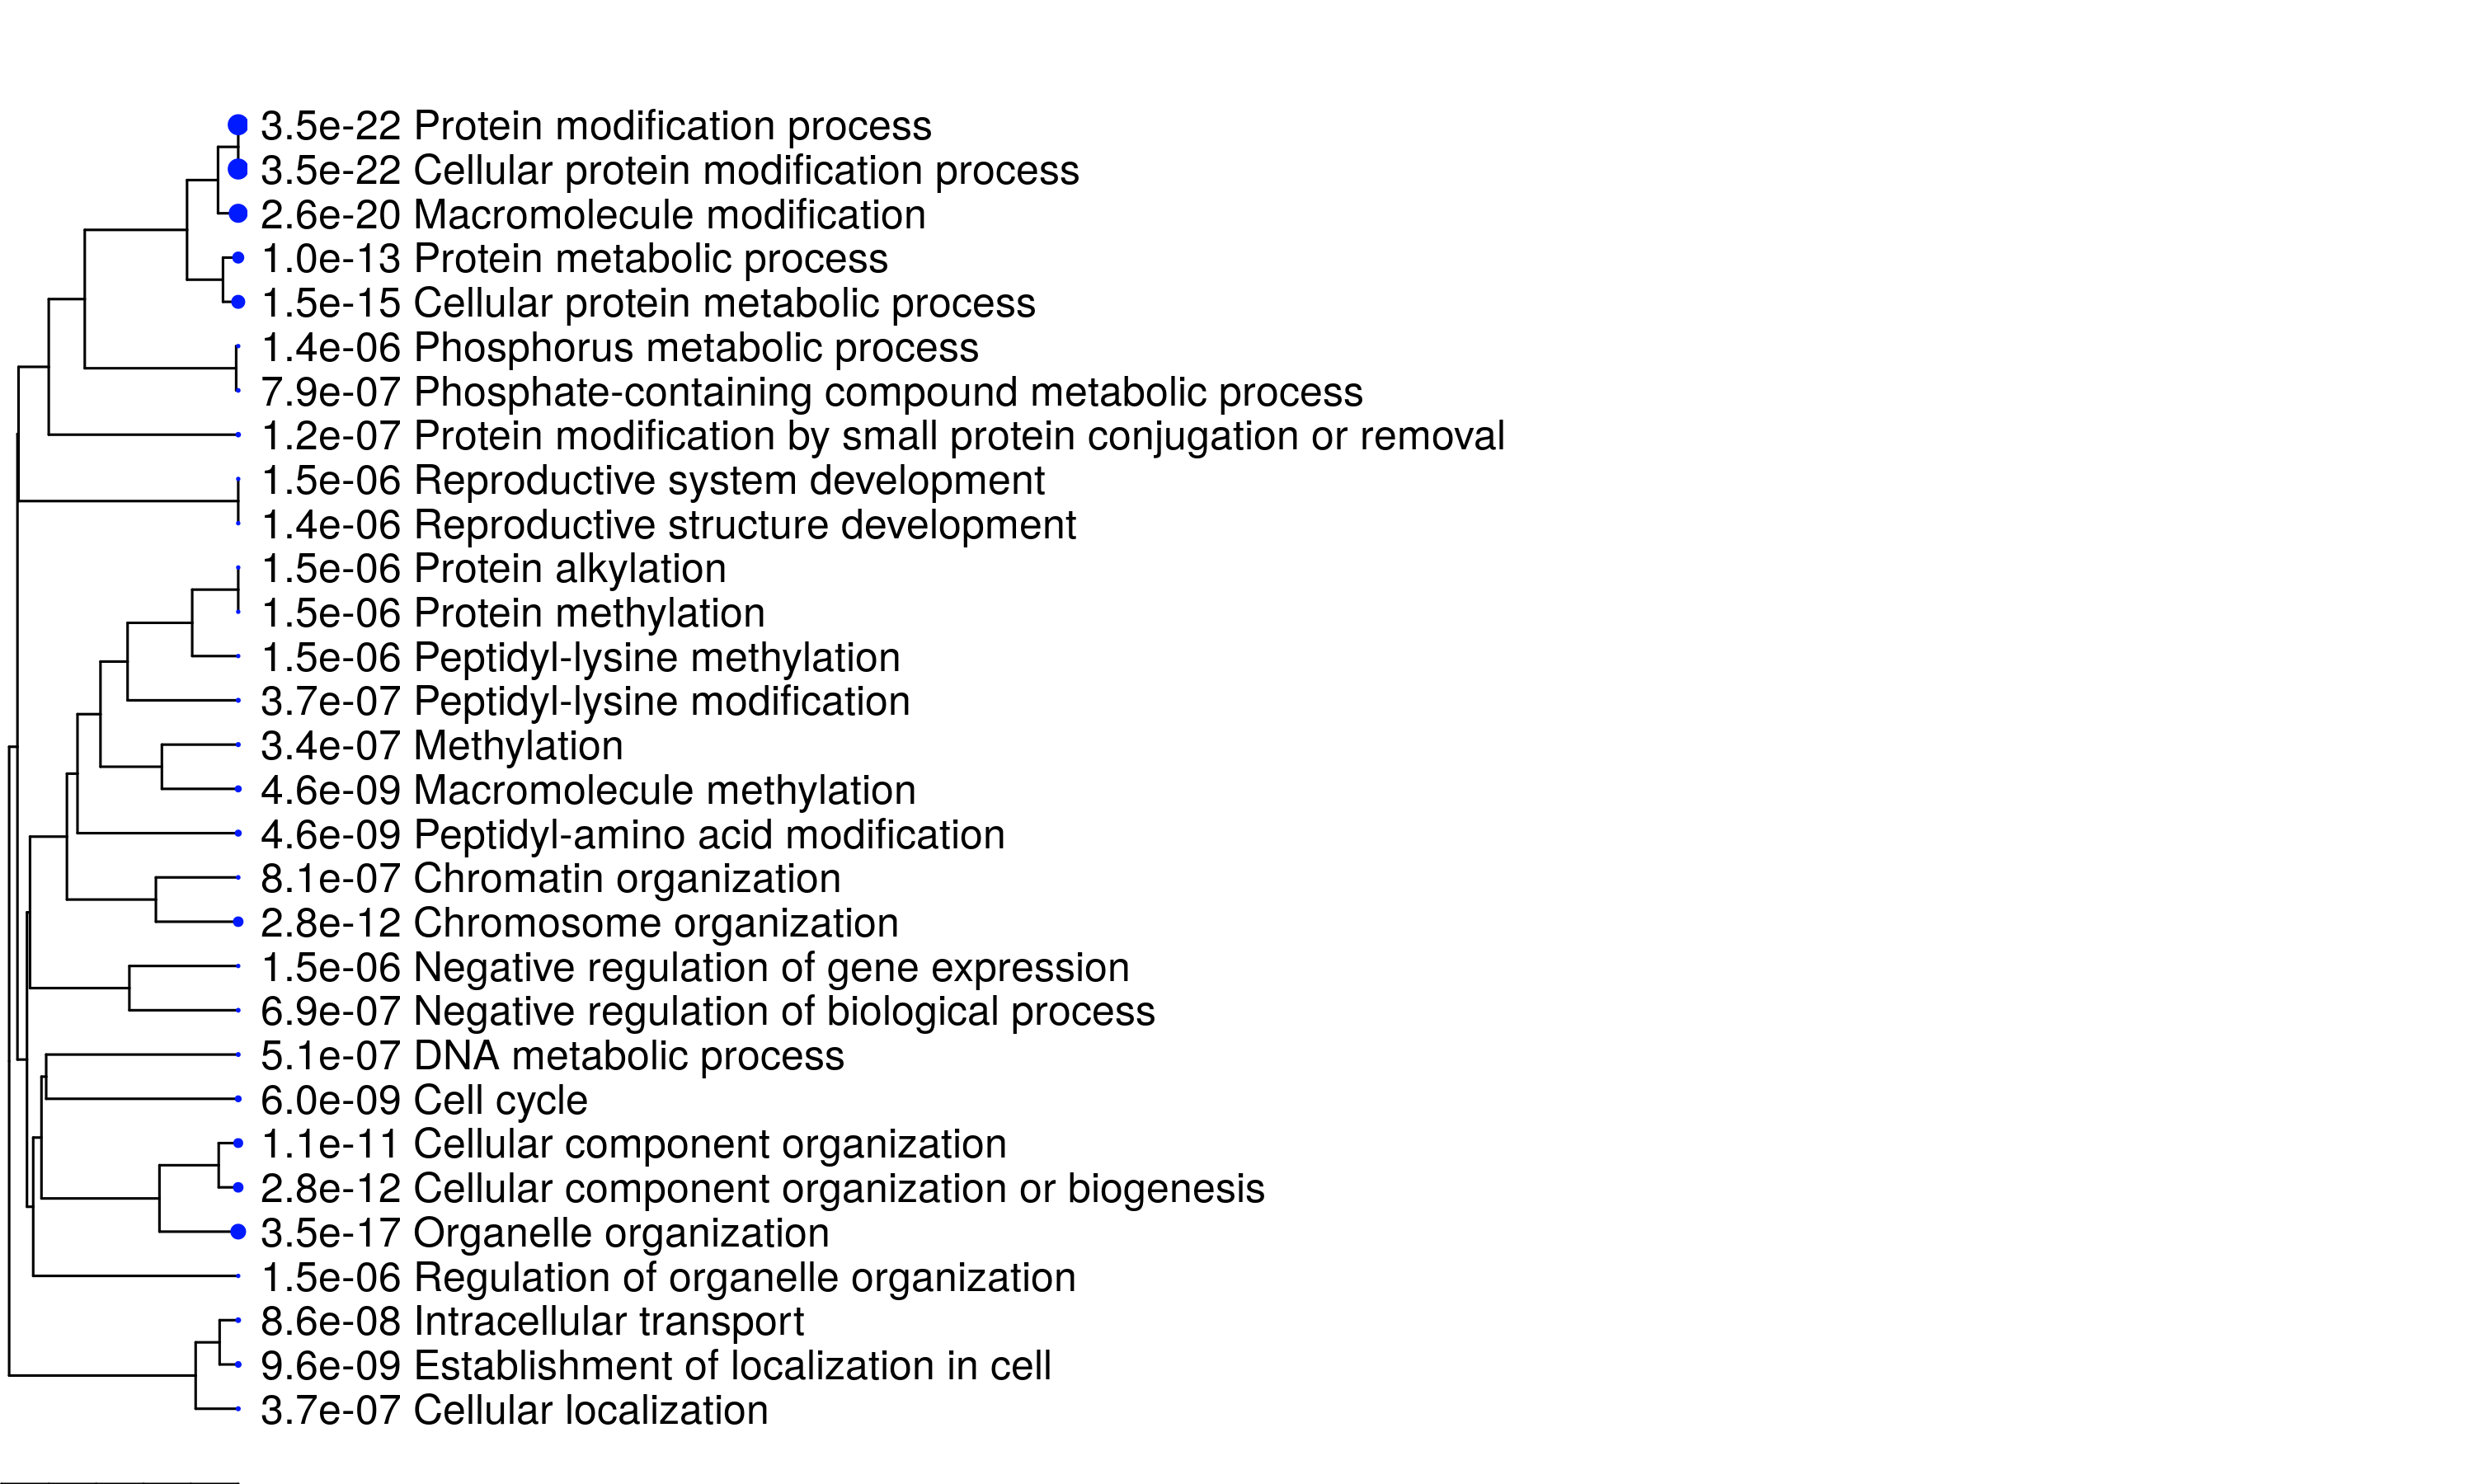 3.5e-22 Protein modification process
3.5e-22 Cellular protein modification process
2.6e-20 Macromolecule modification
1.0e-13 Protein metabolic process
1.5e-15 Cellular protein metabolic process
1.4e-06 Phosphorus metabolic process
7.9e-07 Phosphate-containing compound metabolic process
1.2e-07 Protein modification by small protein conjugation or removal
1.5e-06 Reproductive system development
1.4e-06 Reproductive structure development
1.5e-06 Protein alkylation
1.5e-06 Protein methylation
1.5e-06 Peptidyl-lysine methylation
3.7e-07 Peptidyl-lysine modification
3.4e-07 Methylation
4.6e-09 Macromolecule methylation
4.6e-09 Peptidyl-amino acid modification
8.1e-07 Chromatin organization
2.8e-12 Chromosome organization
1.5e-06 Negative regulation of gene expression
6.9e-07 Negative regulation of biological process
5.1e-07 DNA metabolic process
6.0e-09 Cell cycle
1.1e-11 Cellular component organization
2.8e-12 Cellular component organization or biogenesis
3.5e-17 Organelle organization
1.5e-06 Regulation of organelle organization
8.6e-08 Intracellular transport
9.6e-09 Establishment of localization in cell
3.7e-07 Cellular localization